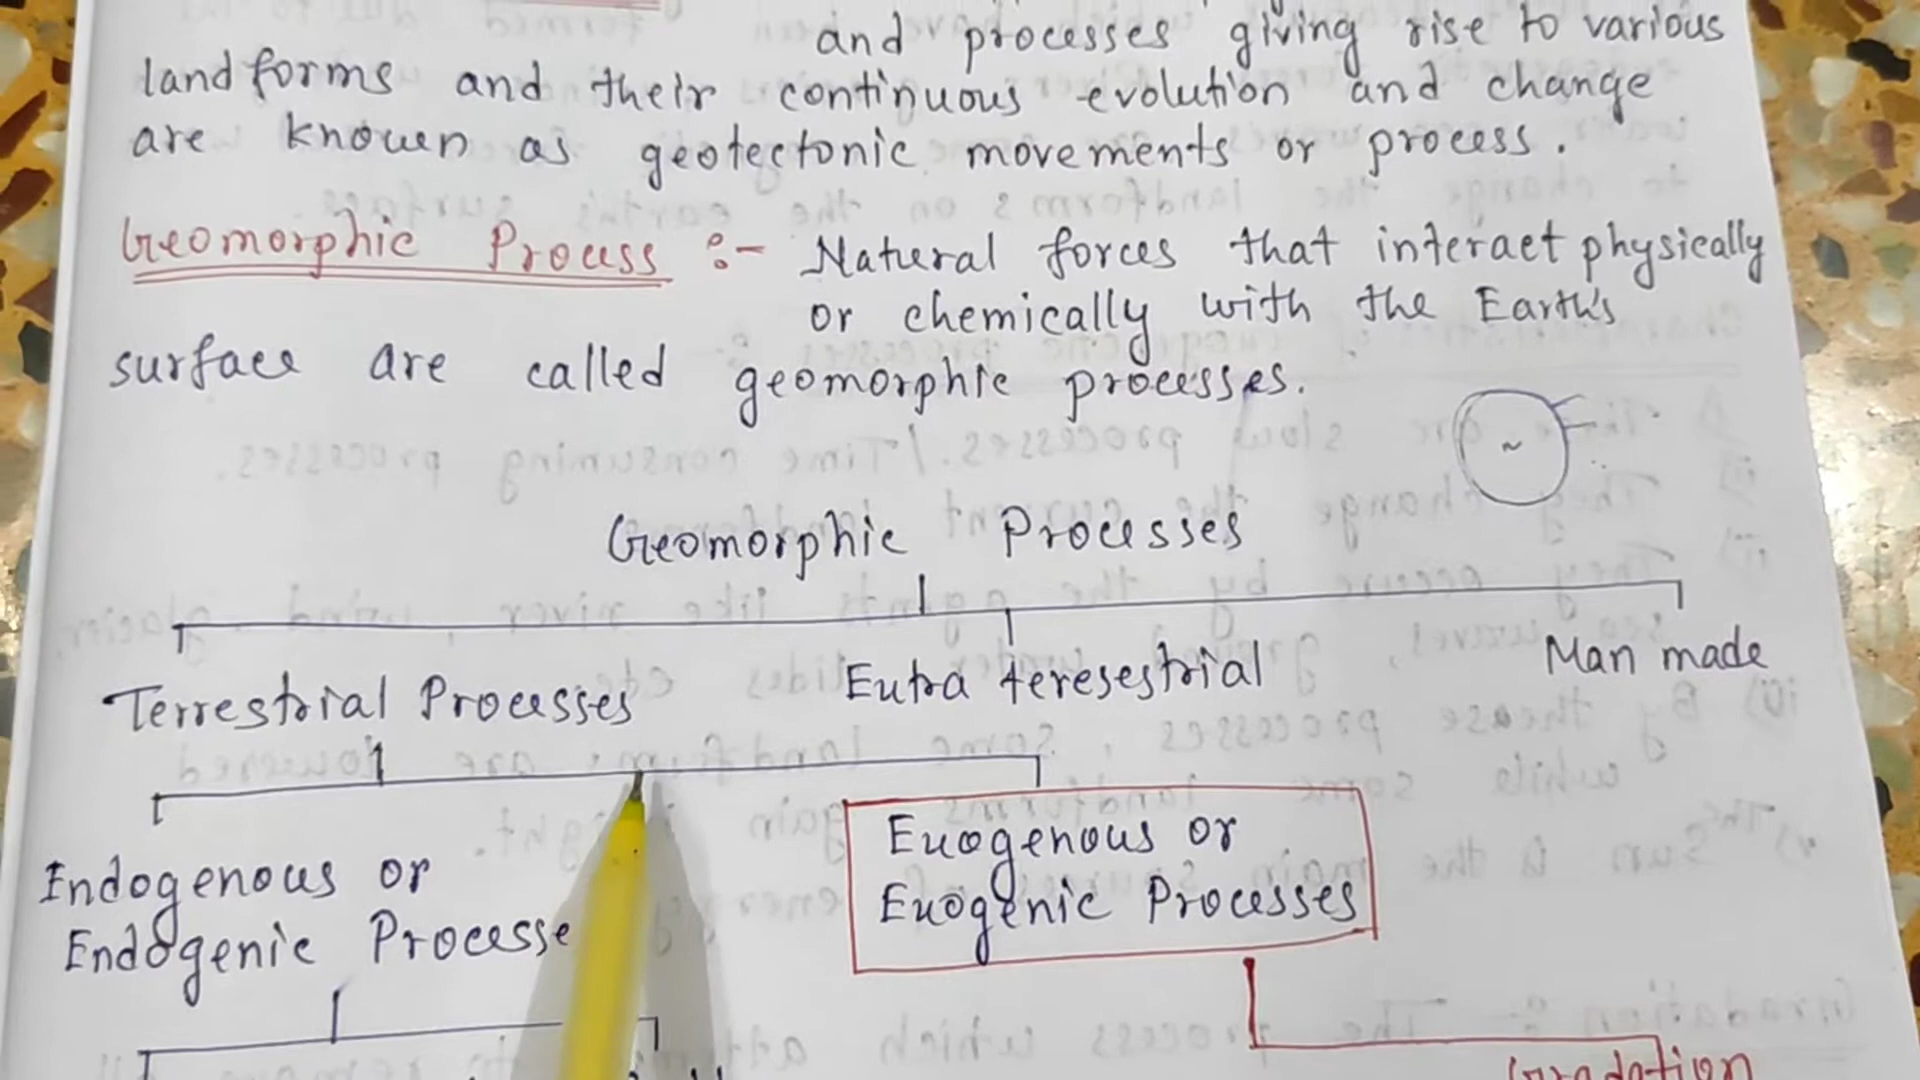 and processes giving rise to various
landforms and their continuous evolution and change
are known as geotectonic movements or process.
Geomorphic Process :- Natural forces that interact physically
or chemically with the Earth's
surface are called geomorphic processes.
Geomorphic Processes
Terrestrial Processes Extra teresestrial Man made
Endogenous or
Endogenic Processe
Exogenous or
Exogenic Processes
Gradation